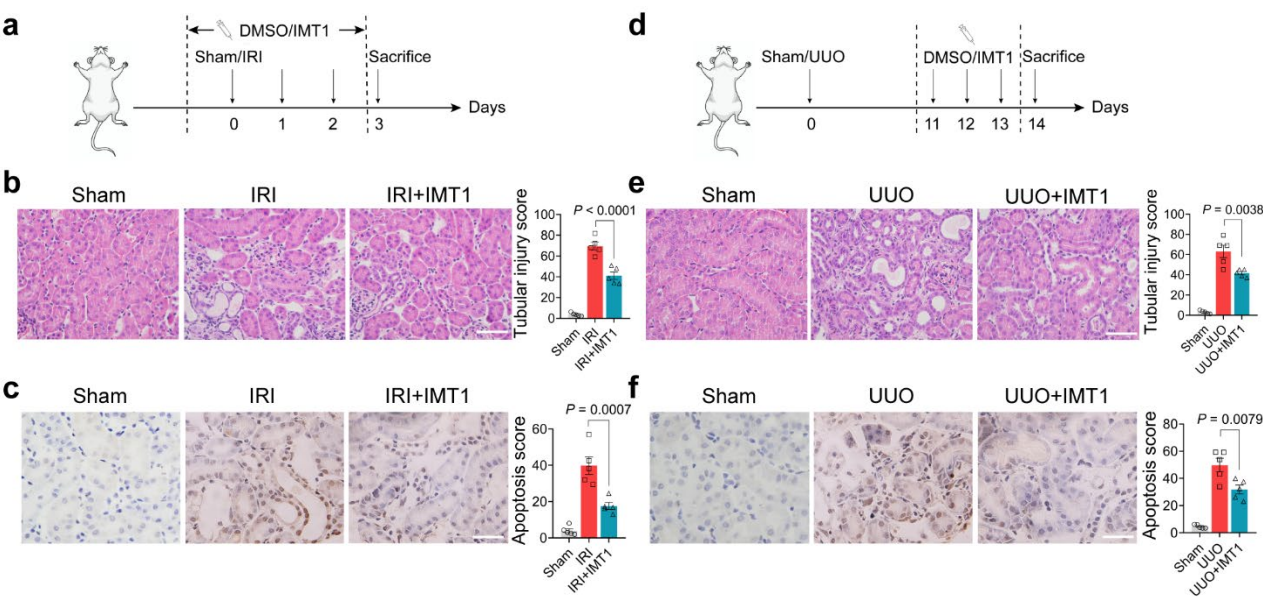 a
DMSO/IMT1
Sham/IRI
Sacrifice
Days
0 1 2 3
d
DMSO/IMT1
Sham/UUO
Sacrifice
Days
0 11 12 13 14
b
Sham
IRI
IRI+IMT1
Tubular injury score
P < 0.0001
100
80
60
40
20
0
Sham
IRI
IRI+IMT1
e
Sham
UUO
UUO+IMT1
Tubular injury score
P = 0.0038
100
80
60
40
20
0
Sham
UUO
UUO+IMT1
c
Sham
IRI
IRI+IMT1
Apoptosis score
P = 0.0007
60
40
20
0
Sham
IRI
IRI+IMT1
f
Sham
UUO
UUO+IMT1
Apoptosis score
P = 0.0079
80
60
40
20
0
Sham
UUO
UUO+IMT1